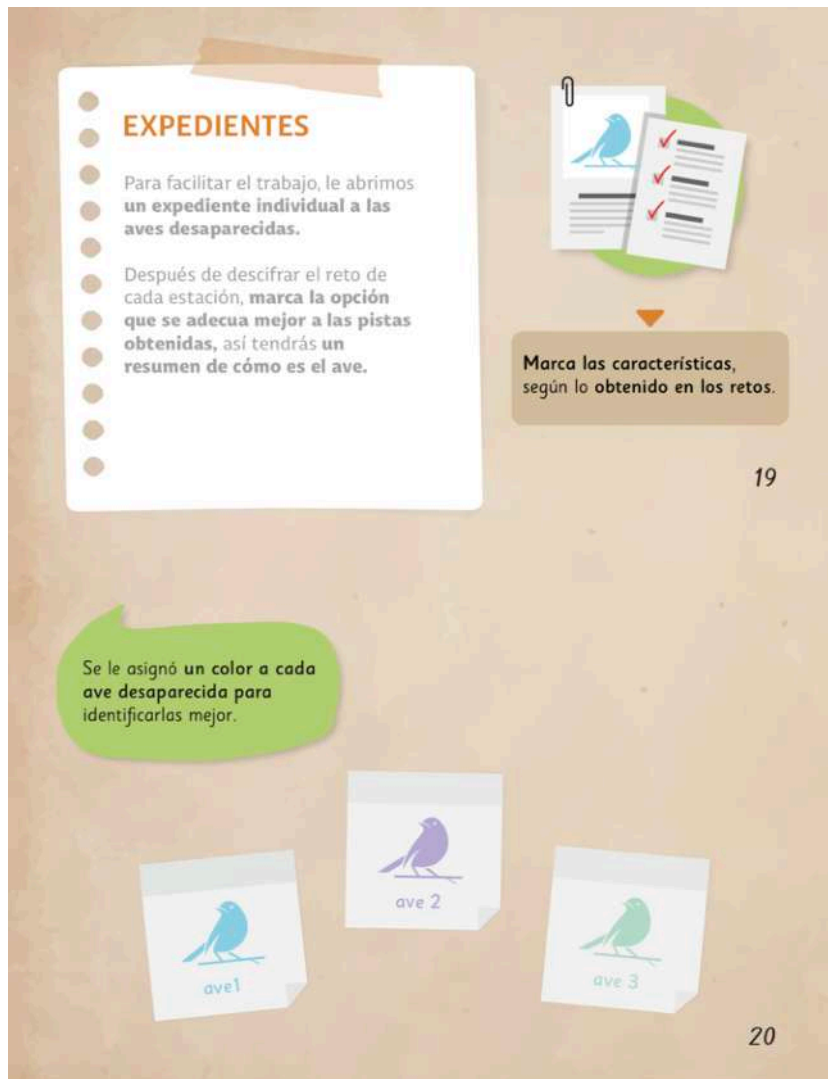 EXPEDIENTES
Para facilitar el trabajo, le abrimos
un expediente individual a las
aves desaparecidas.
Después de descifrar el reto de
cada estación, marca la opción
que se adecua mejor a las pistas
obtenidas, así tendrás un
resumen de cómo es el ave.
Marca las características,
según lo obtenido en los retos.
19
Se le asignó un color a cada
ave desaparecida para
identificarlas mejor.
ave1
ave 2
ave 3
20